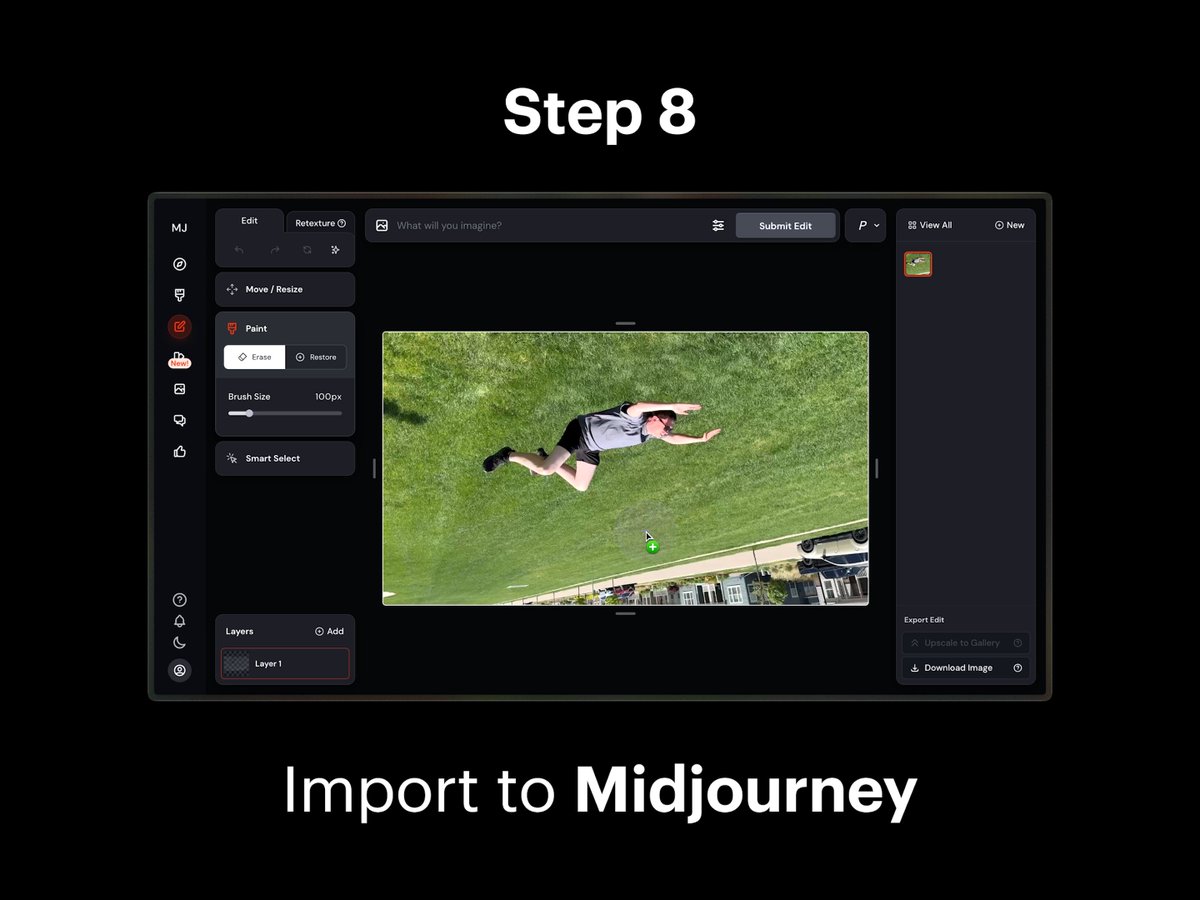 Step 8
MJ
Edit
Retexture
What will you imagine?
Submit Edit
P
View All
New
Move / Resize
Paint
Erase
Restore
Brush Size
100px
New!
Smart Select
Layers
Add
Layer 1
Export Edit
Upscale to Gallery
Download Image
Import to Midjourney